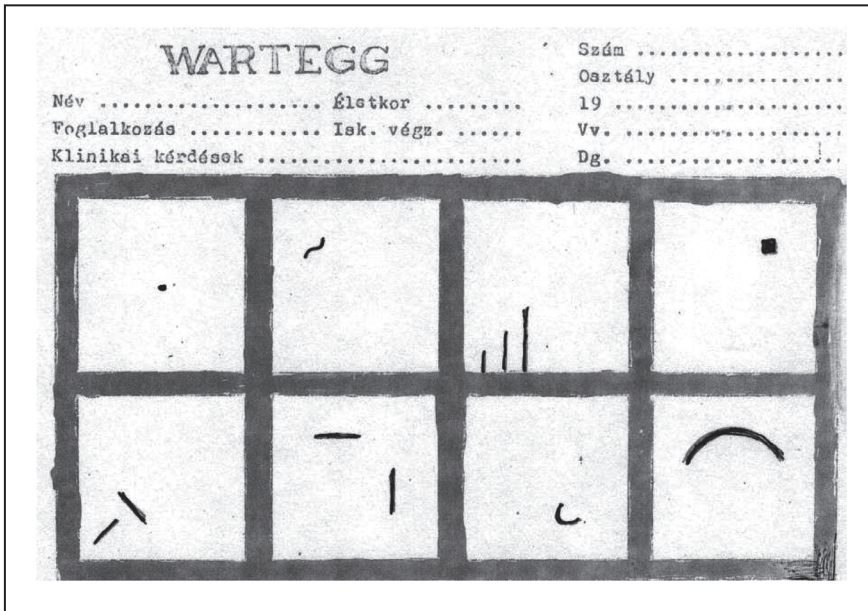 WARTEGG
Név .................... Életkor .........
Foglalkozás ............ Isk. végz. ......
Klinikai kérdések ........................
Szám ....................
Osztály .................
19 ......................
Vv. .....................
Dg. .....................